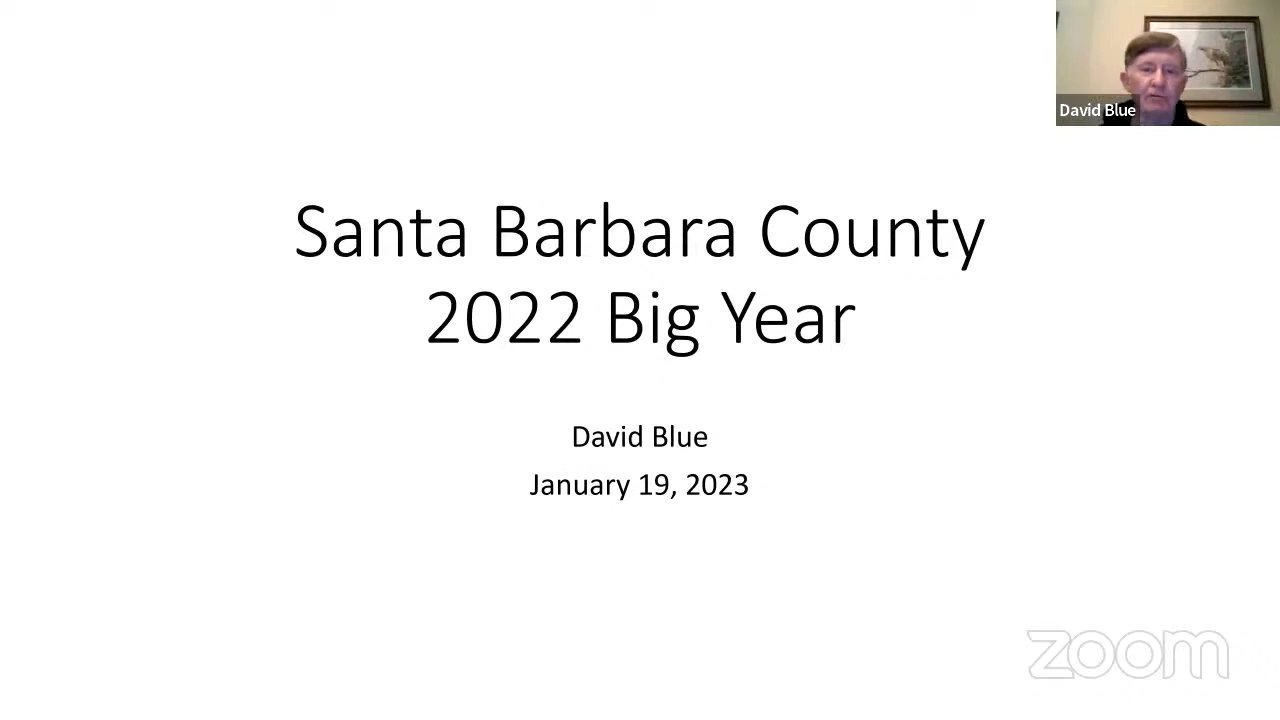 David Blue
Santa Barbara County
2022 Big Year
David Blue
January 19, 2023
zoom